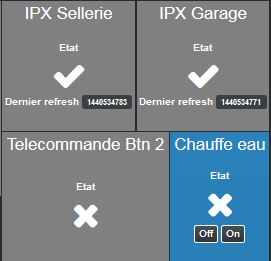 IPX Sellerie
Etat
Dernier refresh 1440534783
IPX Garage
Etat
Dernier refresh 1440534771
Telecommande Btn 2
Etat
Chauffe eau
Etat
Off On